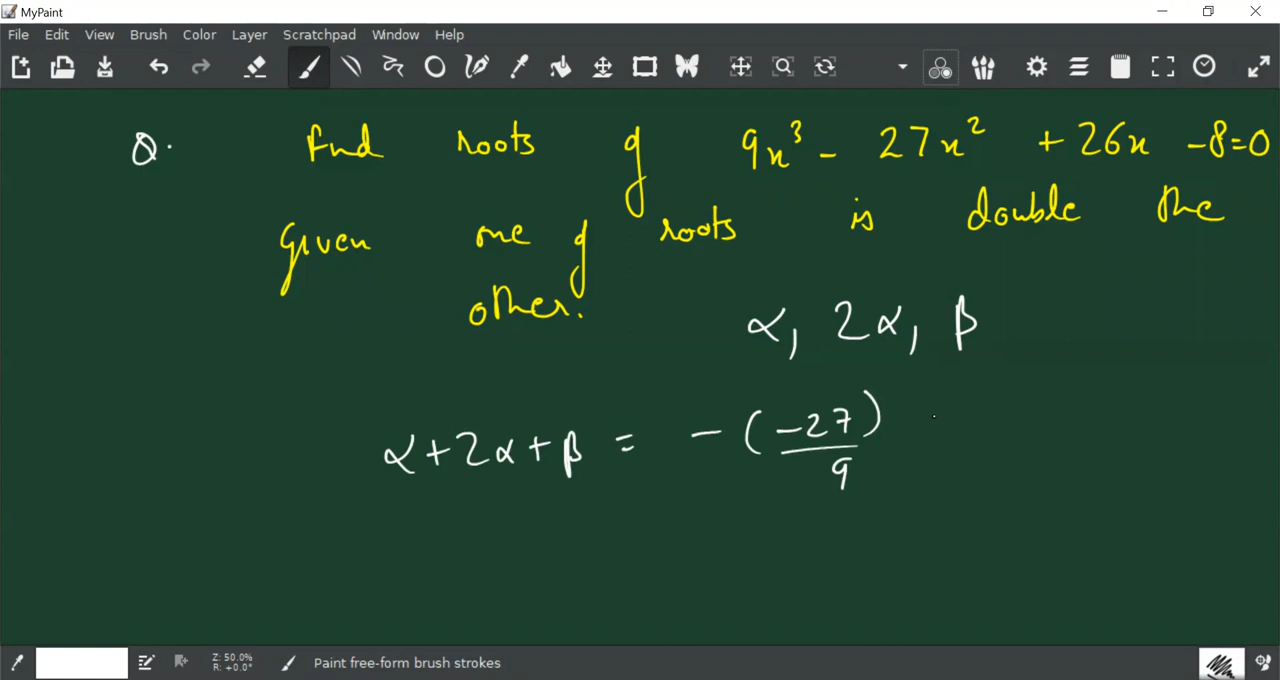 MyPaint
File Edit View Brush Color Layer Scratchpad Window Help
Q. Find roots of 9x³ - 27x² + 26x - 8=0
given one of roots is double the
other.
α, 2α, β
α+2α+β = -(-27/9)
Z: 50.0%
R: +0.0°
Paint free-form brush strokes